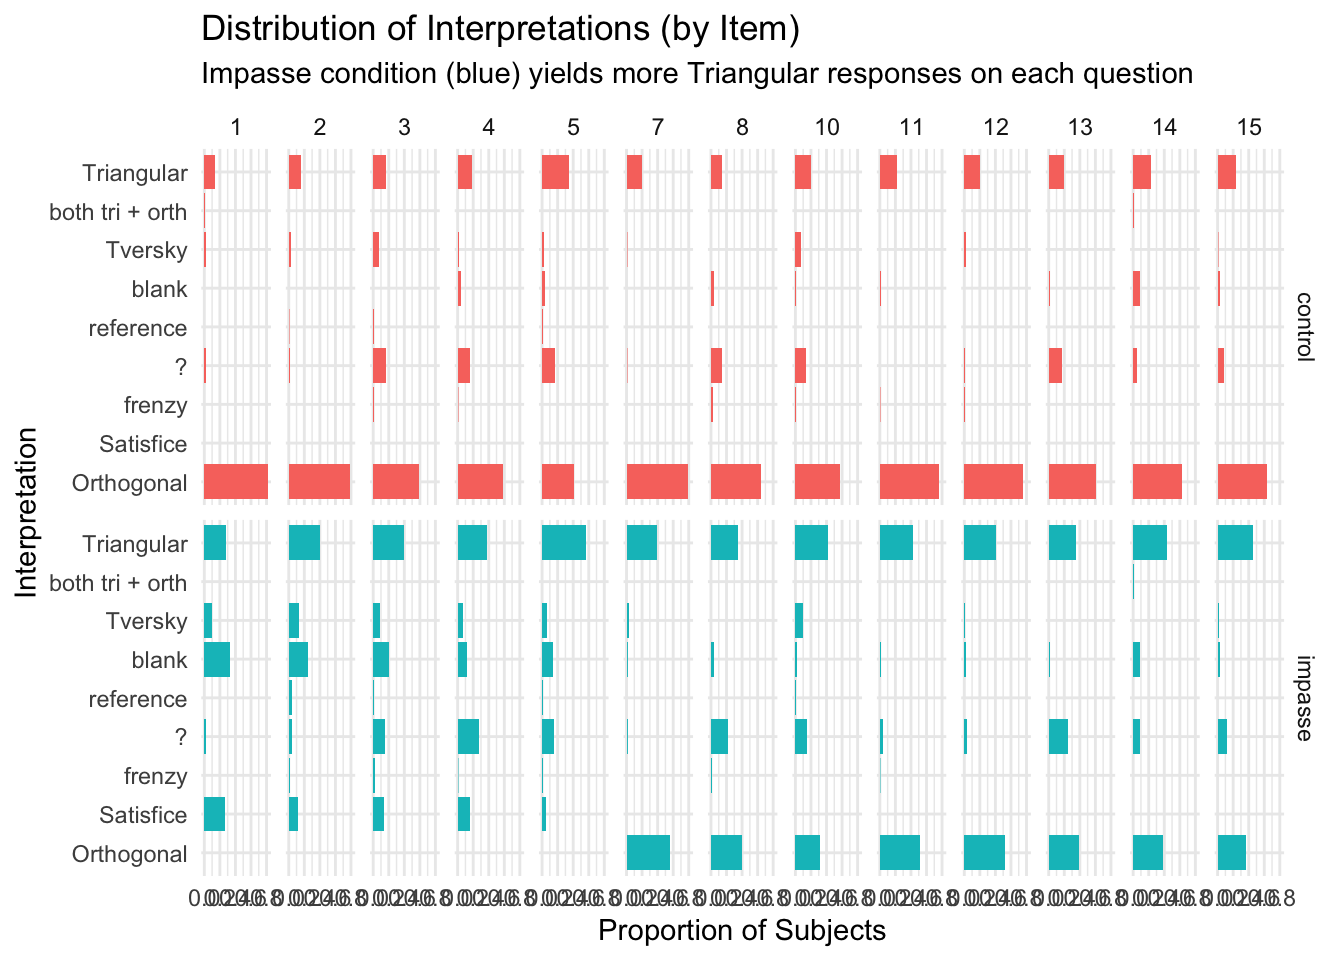 Distribution of Interpretations (by Item)
Impasse condition (blue) yields more Triangular responses on each question
1 2 3 4 5 7 8 10 11 12 13 14 15
Triangular
both tri + orth
Tversky
blank
reference
?
frenzy
Satisfice
Orthogonal
control
Triangular
both tri + orth
Tversky
blank
reference
?
frenzy
Satisfice
Orthogonal
impasse
Interpretation
Proportion of Subjects